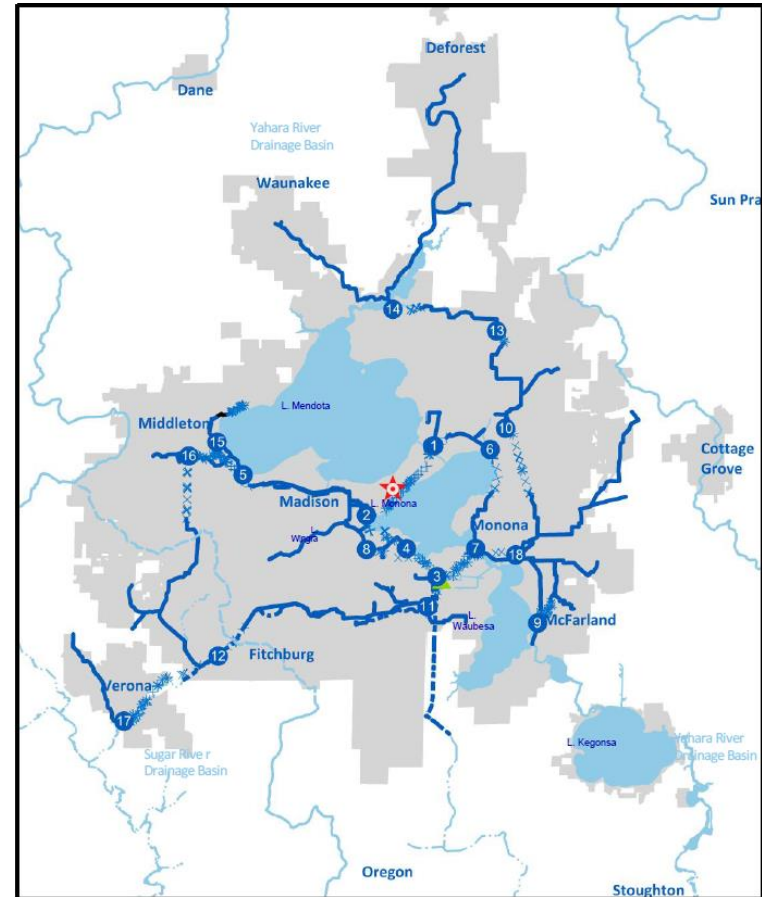 Deforest
Dane
Yahara River
Drainage Basin
Waunakee
Sun Pra
14
13
L. Mendota
Middleton
10
15
1
6
16
Cottage
Grove
5
Madison
L. Monona
2
Monona
L.
Wingra
8
4
7
18
3
11
L.
Waubesa
9
McFarland
12
Fitchburg
Verona
17
L. Kegonsa
Yahara River
Drainage Basin
Sugar Rive r
Drainage Basin
Oregon
Stoughton